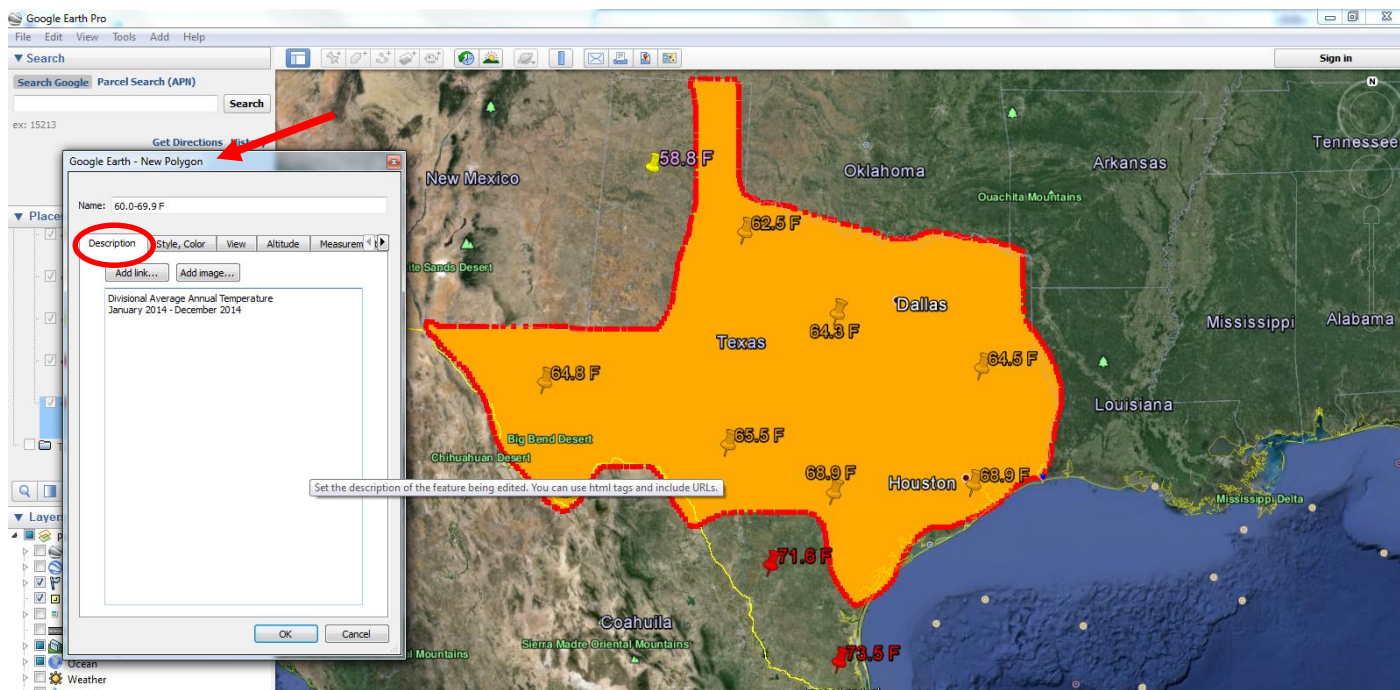 Google Earth Pro
File Edit View Tools Add Help
Search
Sign in
Search Google Parcel Search (APN)
Search
ex: 15213
Get Directions
Google Earth - New Polygon
Name: 60.0-69.9 F
Description Style, Color View Altitude
Add link... Add image...
Divisional Average Annual Temperature
January 2014 - December 2014
Set the description of the feature being edited. You can use html tags and include URLs.
OK Cancel
Ocean
Weather
N
Tennessee
Arkansas
Oklahoma
New Mexico
58.8 F
Ouachita Mountains
62.5 F
Sands Desert
Dallas
Mississippi
Alabama
Texas
64.3 F
64.5 F
64.8 F
Louisiana
Big Bend Desert
65.5 F
Chihuahuan Desert
68.9 F
Houston
68.9 F
Mississippi Delta
71.6 F
Coahuila
Sierra Madre Oriental Mountains
Mountains
73.5 F